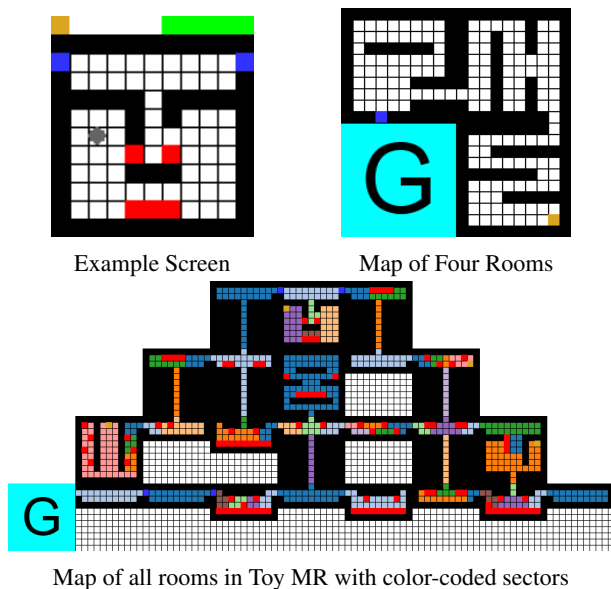 G
Example Screen
Map of Four Rooms
G
Map of all rooms in Toy MR with color-coded sectors